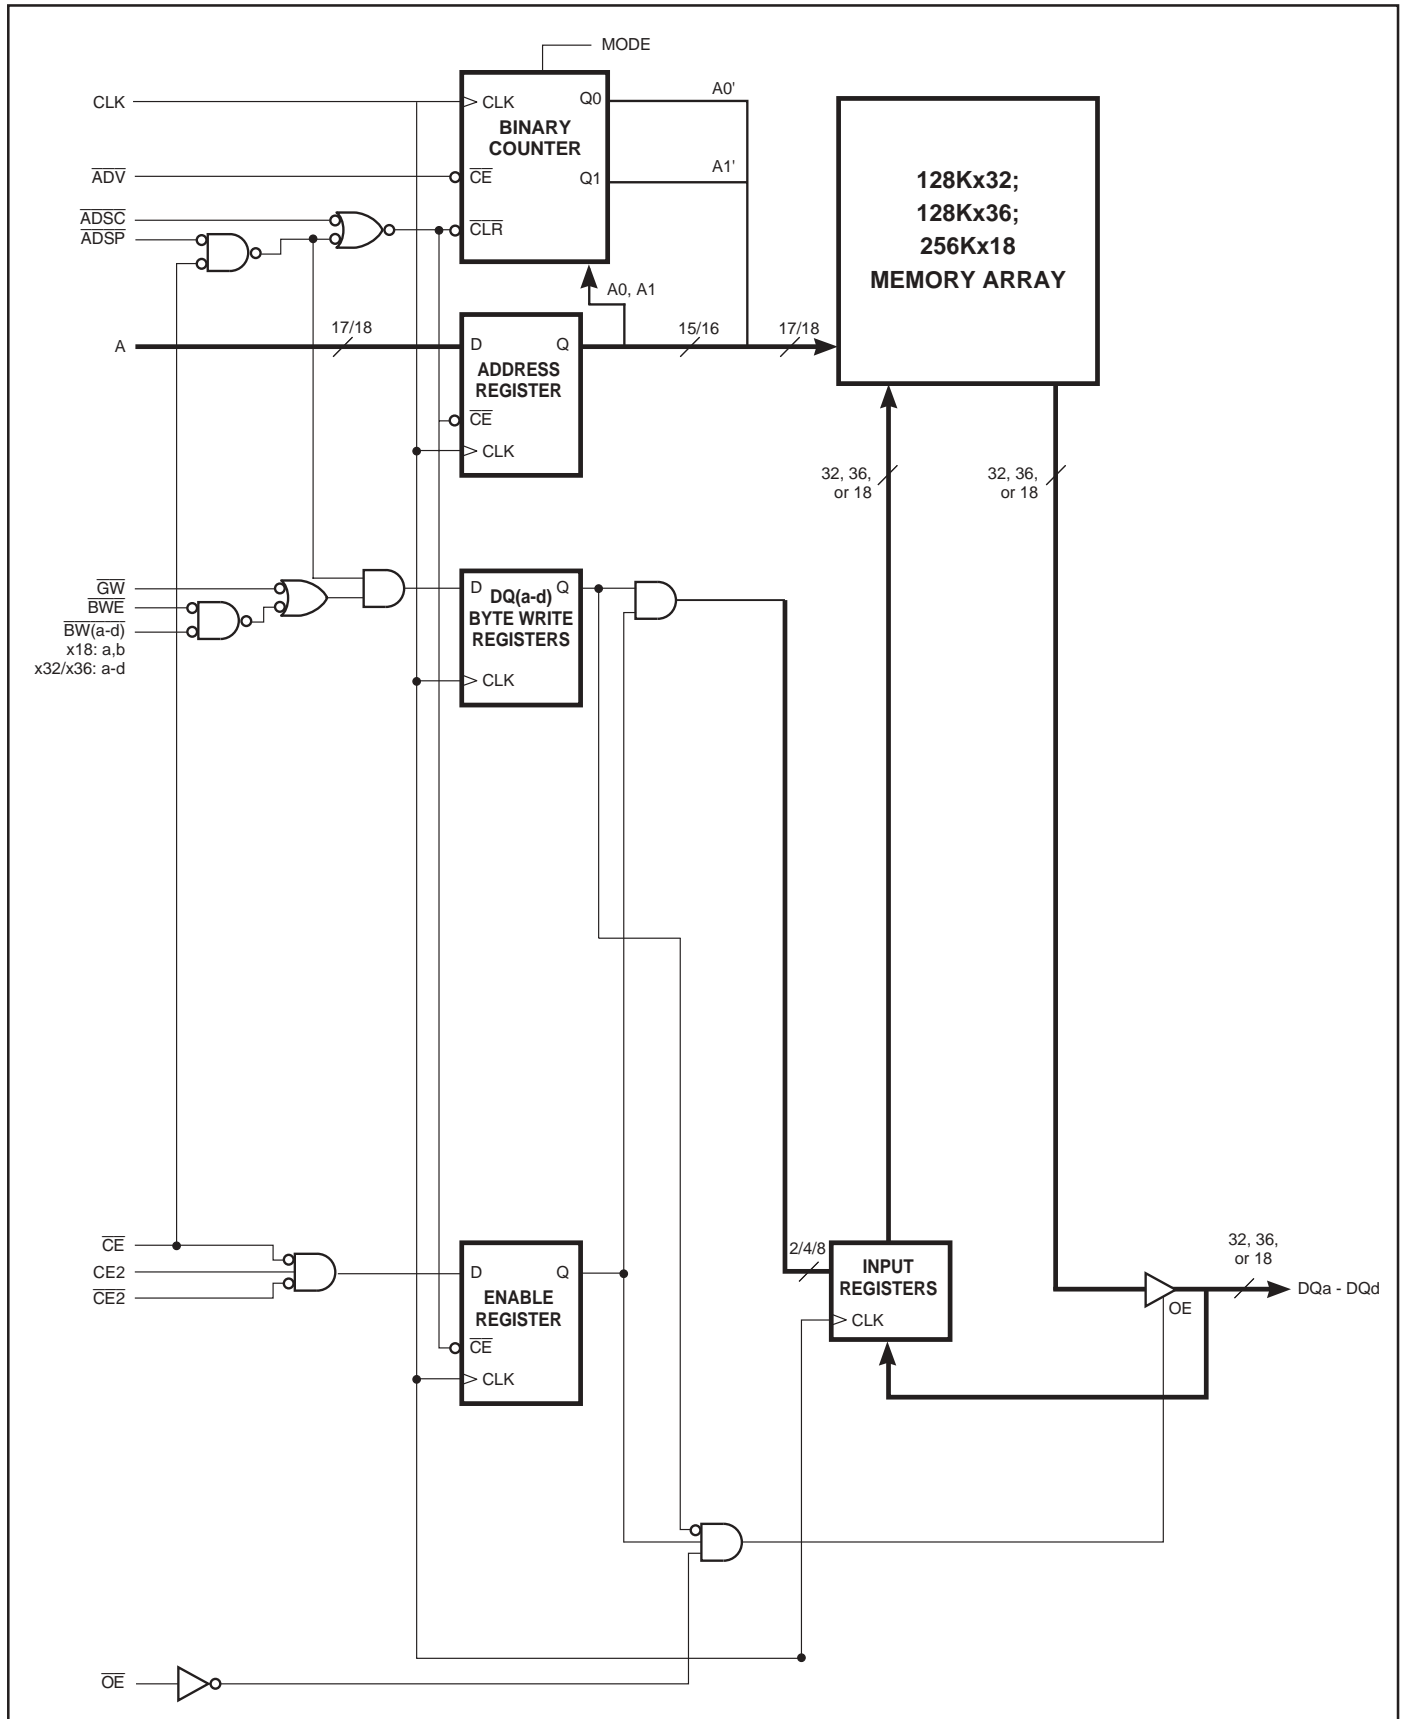 MODE
CLK
CLK
Q0
A0'
BINARY
COUNTER
ADV
CE
Q1
A1'
128Kx32;
128Kx36;
256Kx18
MEMORY ARRAY
ADSC
ADSP
CLR
A0, A1
A
17/18
D
Q
15/16
17/18
ADDRESS
REGISTER
CE
CLK
32, 36,
or 18
32, 36,
or 18
GW
BWE
BW(a-d)
x18: a,b
x32/x36: a-d
D
Q
DQ(a-d)
BYTE WRITE
REGISTERS
CLK
CE
CE2
CE2
D
Q
ENABLE
REGISTER
CE
CLK
2/4/8
INPUT
REGISTERS
CLK
32, 36,
or 18
DQa - DQd
OE
OE